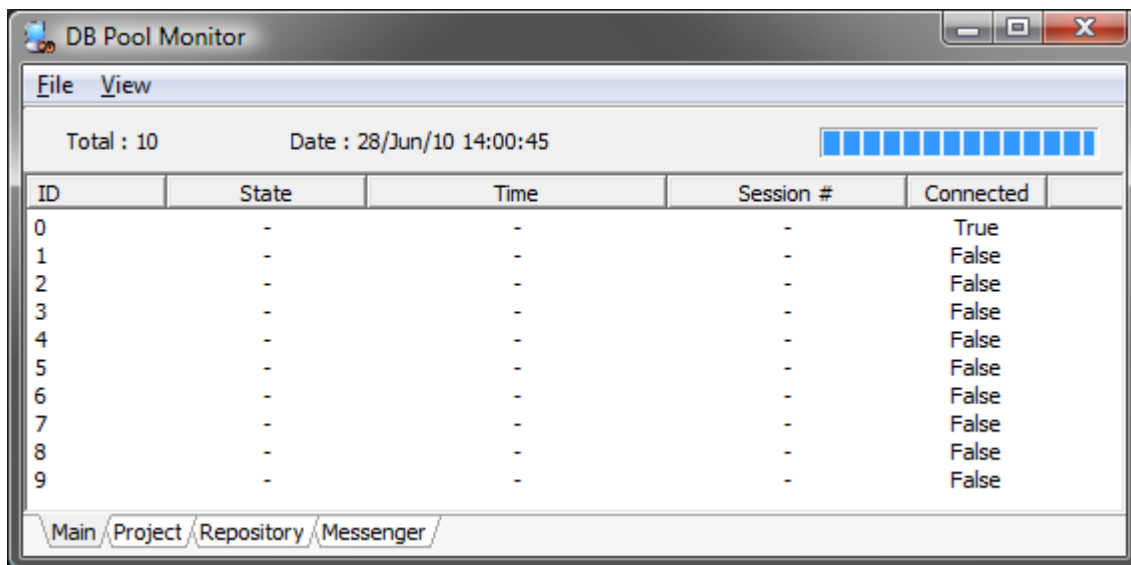 DB Pool Monitor
File View
Total : 10 Date : 28/Jun/10 14:00:45
ID State Time Session # Connected
0 - - - True
1 - - - False
2 - - - False
3 - - - False
4 - - - False
5 - - - False
6 - - - False
7 - - - False
8 - - - False
9 - - - False
Main Project Repository Messenger